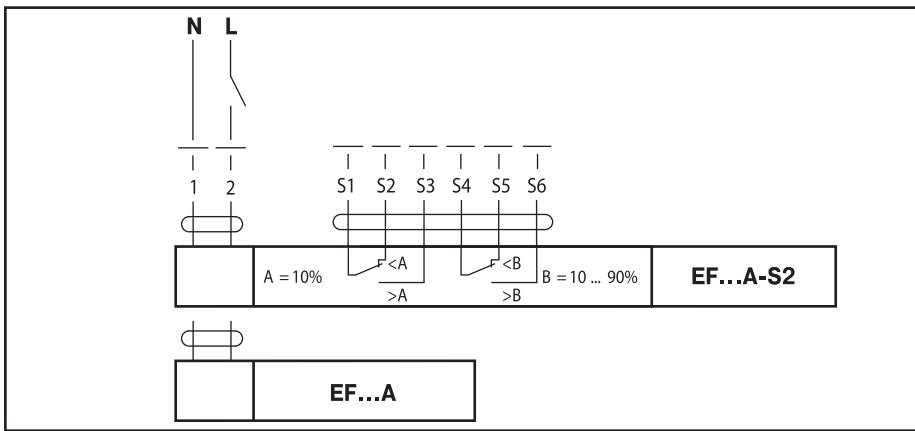 N L
1 2 S1 S2 S3 S4 S5 S6
<A <B
A = 10% B = 10 ... 90% EF...A-S2
>A >B
EF...A